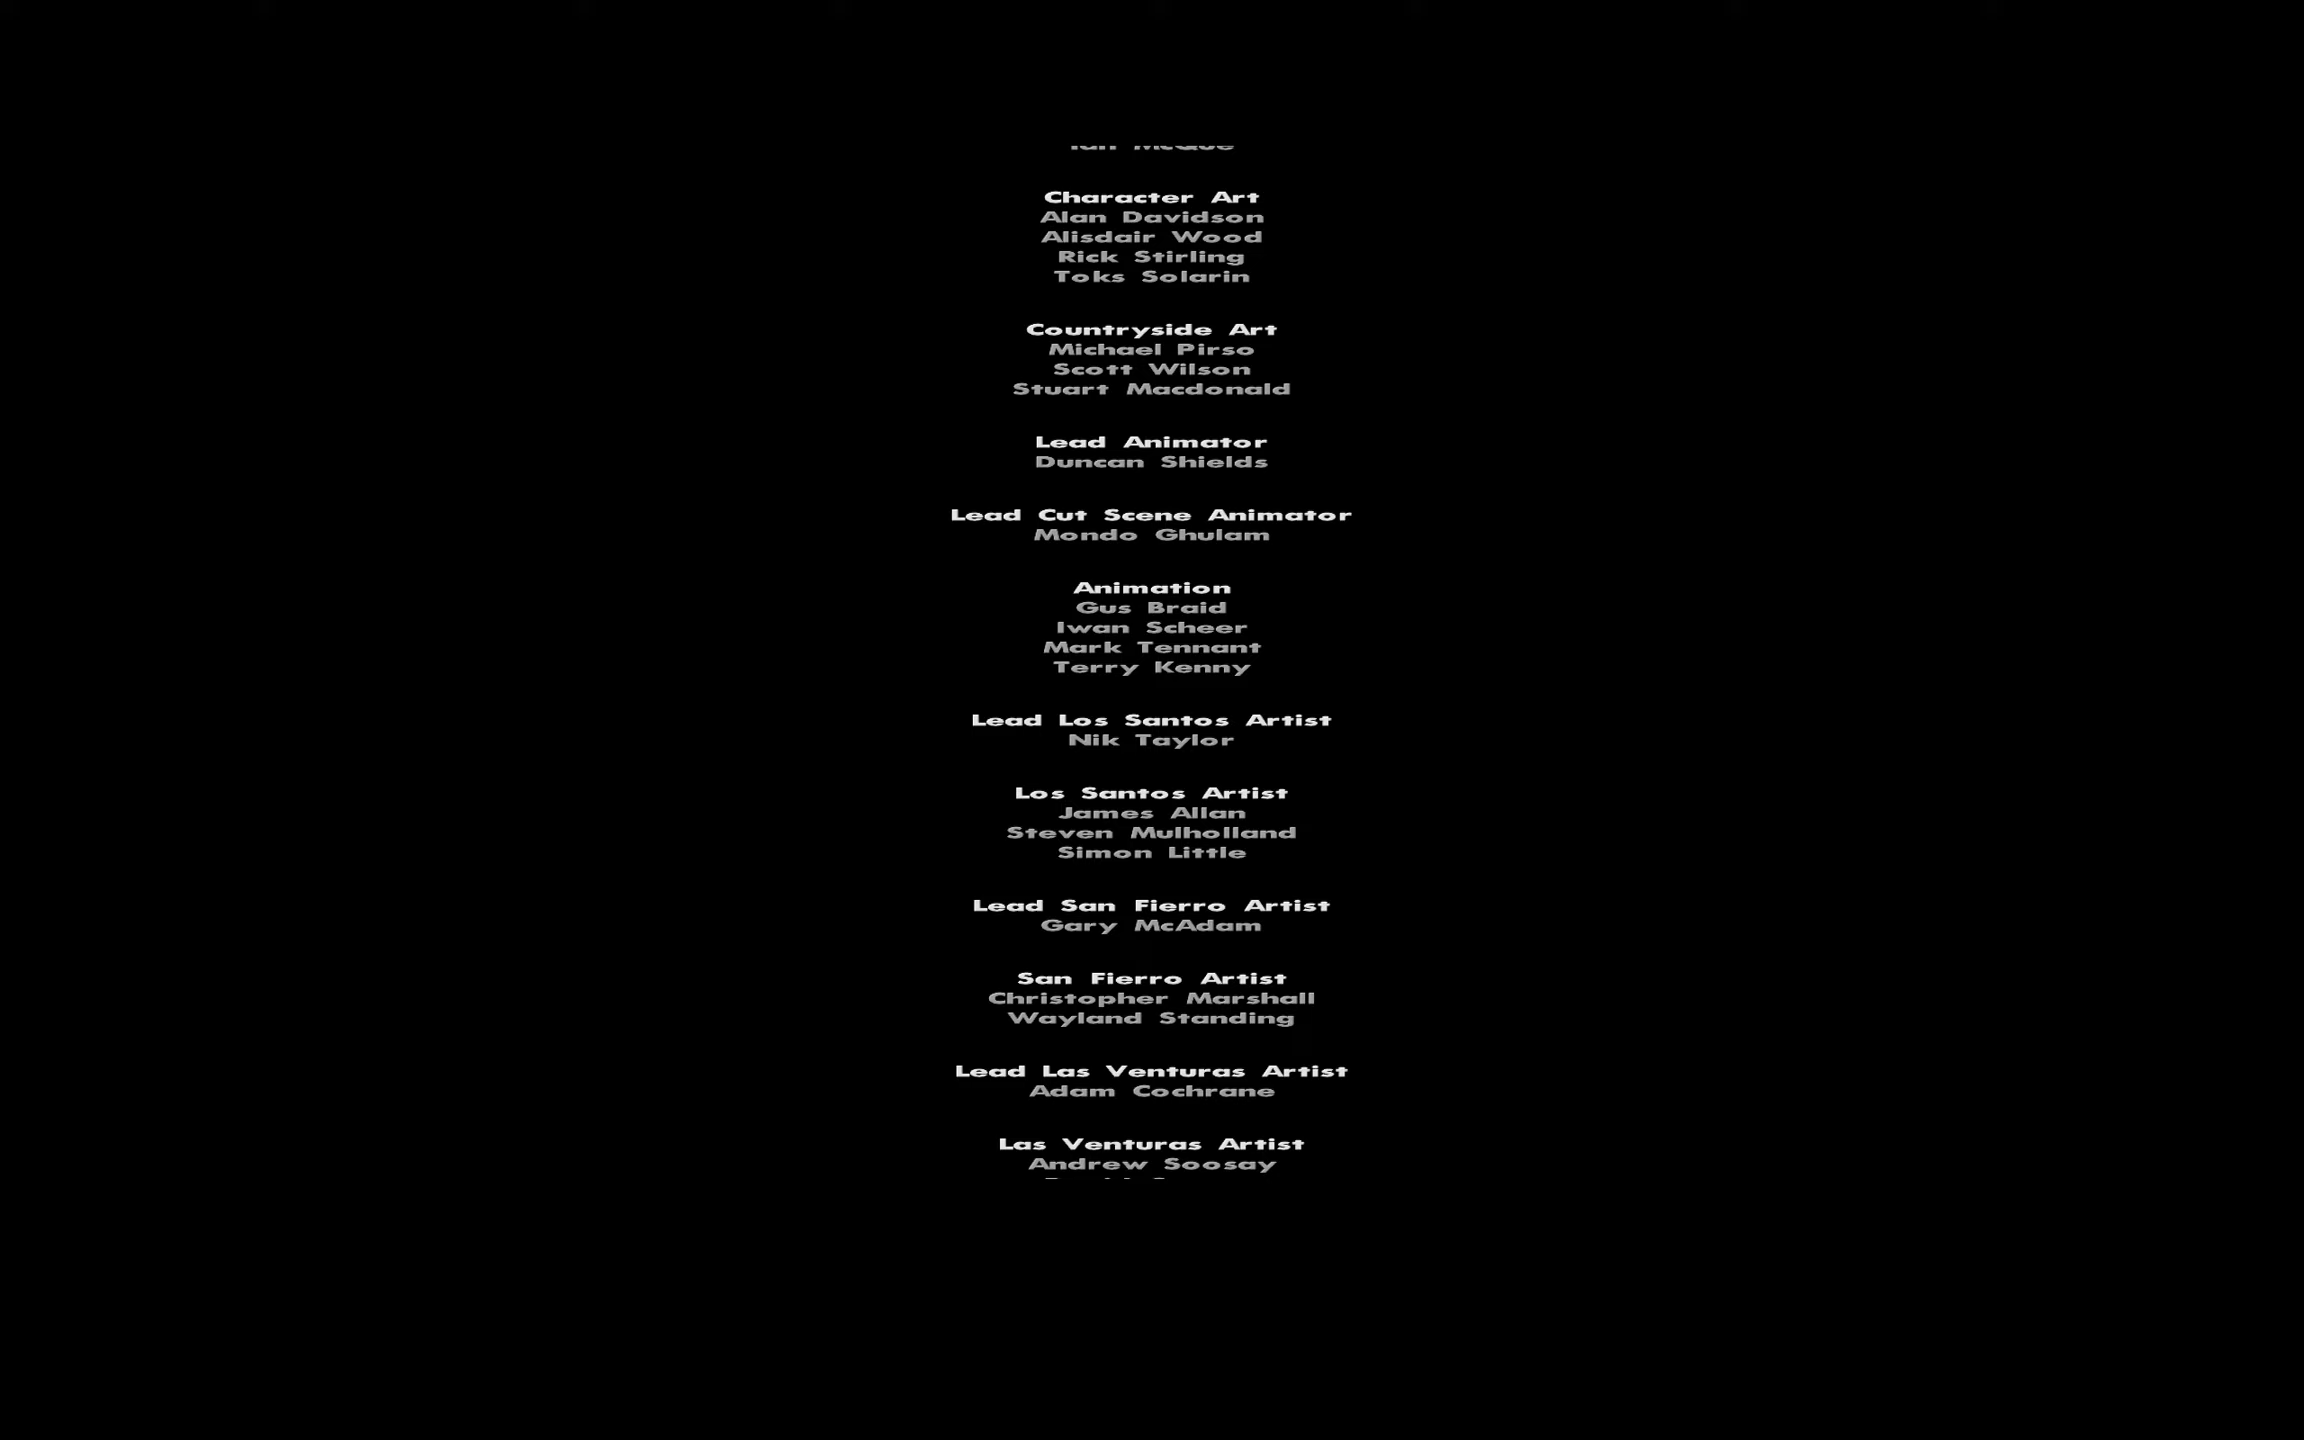 Ian McQue
Character Art
Alan Davidson
Alisdair Wood
Rick Stirling
Toks Solarin
Countryside Art
Michael Pirso
Scott Wilson
Stuart Macdonald
Lead Animator
Duncan Shields
Lead Cut Scene Animator
Mondo Ghulam
Animation
Gus Braid
Iwan Scheer
Mark Tennant
Terry Kenny
Lead Los Santos Artist
Nik Taylor
Los Santos Artist
James Allan
Steven Mulholland
Simon Little
Lead San Fierro Artist
Gary McAdam
San Fierro Artist
Christopher Marshall
Wayland Standing
Lead Las Venturas Artist
Adam Cochrane
Las Venturas Artist
Andrew Soosay